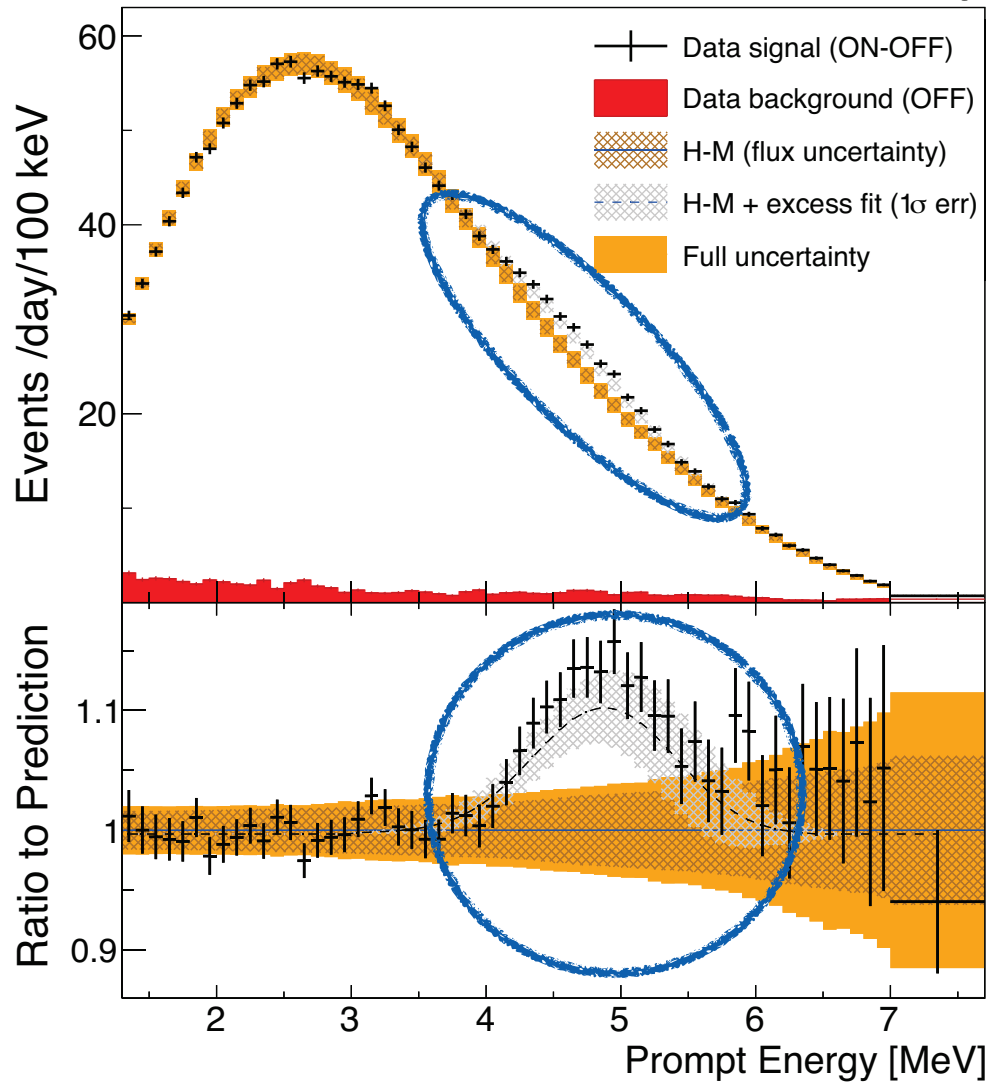 60
40
20
Events /day/100 keV
Data signal (ON-OFF)
Data background (OFF)
H-M (flux uncertainty)
H-M + excess fit (1σ err)
Full uncertainty
1.1
1
0.9
Ratio to Prediction
2 3 4 5 6 7
Prompt Energy [MeV]